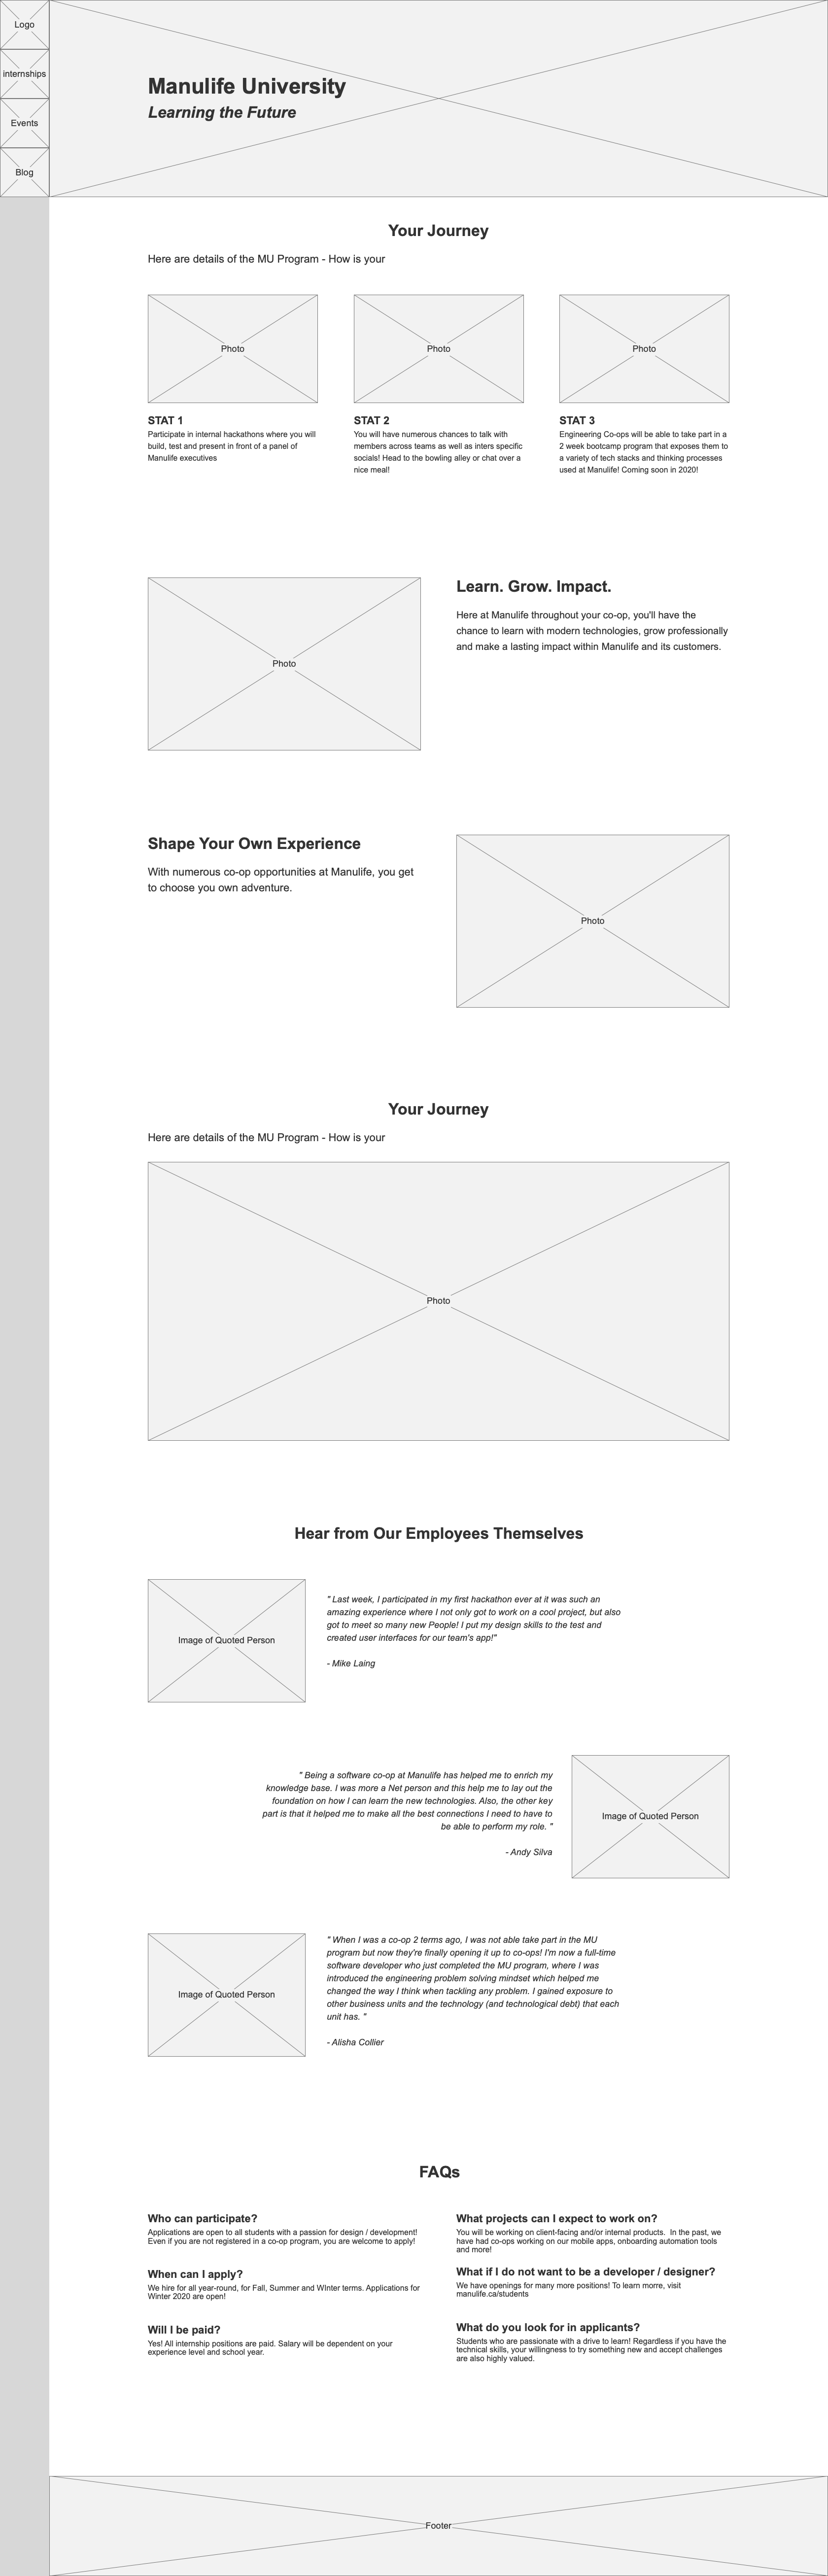 Logo
internships
Events
Blog
Manulife University
Learning the Future
Your Journey
Here are details of the MU Program - How is your
Photo
Photo
Photo
STAT 1
Participate in internal hackathons where you will
build, test and present in front of a panel of
Manulife executives
STAT 2
You will have numerous chances to talk with
members across teams as well as inters specific
socials! Head to the bowling alley or chat over a
nice meal!
STAT 3
Engineering Co-ops will be able to take part in a
2 week bootcamp program that exposes them to
a variety of tech stacks and thinking processes
used at Manulife! Coming soon in 2020!
Photo
Learn. Grow. Impact.
Here at Manulife throughout your co-op, you'll have the
chance to learn with modern technologies, grow professionally
and make a lasting impact within Manulife and its customers.
Shape Your Own Experience
With numerous co-op opportunities at Manulife, you get
to choose you own adventure.
Photo
Your Journey
Here are details of the MU Program - How is your
Photo
Hear from Our Employees Themselves
Image of Quoted Person
" Last week, I participated in my first hackathon ever at it was such an
amazing experience where I not only got to work on a cool project, but also
got to meet so many new People! I put my design skills to the test and
created user interfaces for our team's app!"
- Mike Laing
" Being a software co-op at Manulife has helped me to enrich my
knowledge base. I was more a Net person and this help me to lay out the
foundation on how I can learn the new technologies. Also, the other key
part is that it helped me to make all the best connections I need to have to
be able to perform my role. "
- Andy Silva
Image of Quoted Person
Image of Quoted Person
" When I was a co-op 2 terms ago, I was not able take part in the MU
program but now they're finally opening it up to co-ops! I'm now a full-time
software developer who just completed the MU program, where I was
introduced the engineering problem solving mindset which helped me
changed the way I think when tackling any problem. I gained exposure to
other business units and the technology (and technological debt) that each
unit has. "
- Alisha Collier
FAQs
Who can participate?
Applications are open to all students with a passion for design / development!
Even if you are not registered in a co-op program, you are welcome to apply!
When can I apply?
We hire for all year-round, for Fall, Summer and WInter terms. Applications for
Winter 2020 are open!
Will I be paid?
Yes! All internship positions are paid. Salary will be dependent on your
experience level and school year.
What projects can I expect to work on?
You will be working on client-facing and/or internal products.  In the past, we
have had co-ops working on our mobile apps, onboarding automation tools
and more!
What if I do not want to be a developer / designer?
We have openings for many more positions! To learn morre, visit
manulife.ca/students
What do you look for in applicants?
Students who are passionate with a drive to learn! Regardless if you have the
technical skills, your willingness to try something new and accept challenges
are also highly valued.
Footer